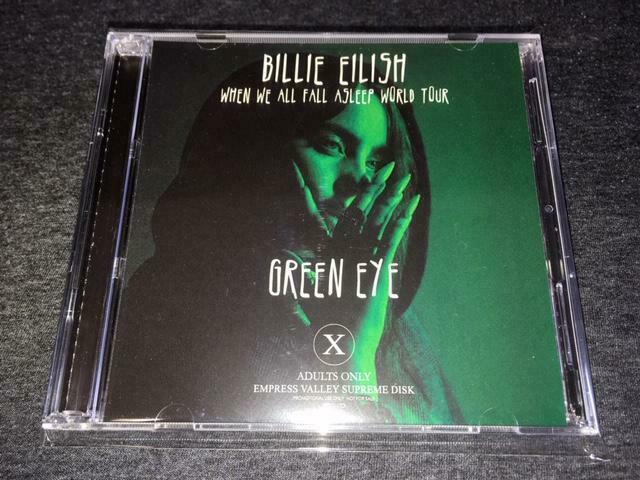 BILLIE EILISH
WHEN WE ALL FALL ASLEEP WORLD TOUR
GREEN EYE
X
ADULTS ONLY
EMPRESS VALLEY SUPREME DISK
PROMOTIONAL USE ONLY NOT FOR SALE